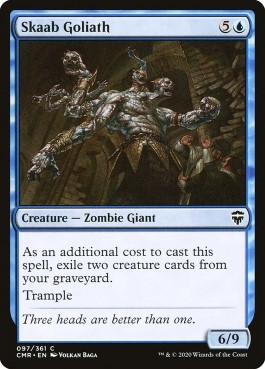 Skaab Goliath 5
Creature — Zombie Giant
As an additional cost to cast this
spell, exile two creature cards from
your graveyard.
Trample
Three heads are better than one.
6/9
097/361 C
CMR • EN VOLKAN BAĞA
™ & © 2020 Wizards of the Coast